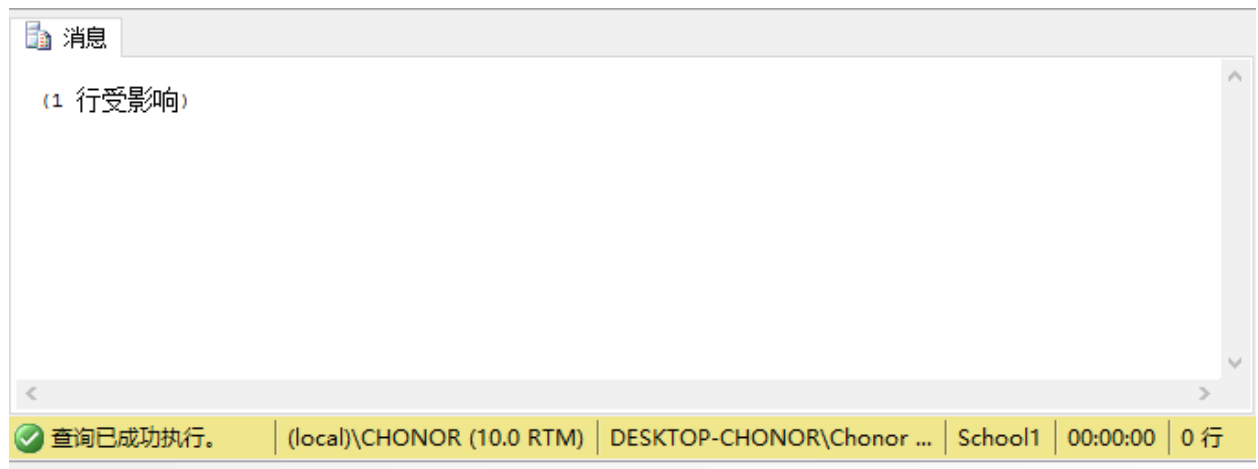 消息
(1 行受影响)
查询已成功执行。 (local)\CHONOR (10.0 RTM) DESKTOP-CHONOR\Chonor ... School1 00:00:00 0 行